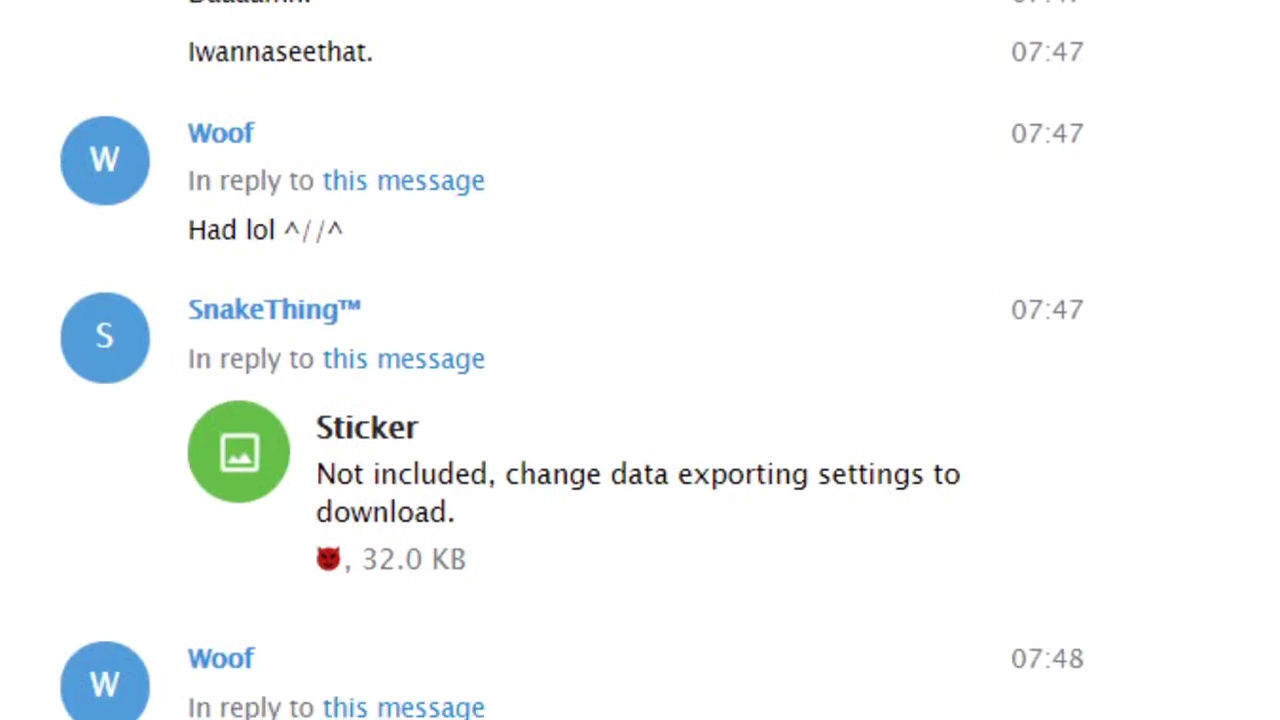 07:47
Iwannaseethat. 07:47
W
Woof 07:47
In reply to this message
Had lol ^//^
S
SnakeThing™ 07:47
In reply to this message
Sticker
Not included, change data exporting settings to
download.
😈, 32.0 KB
W
Woof 07:48
In reply to this message